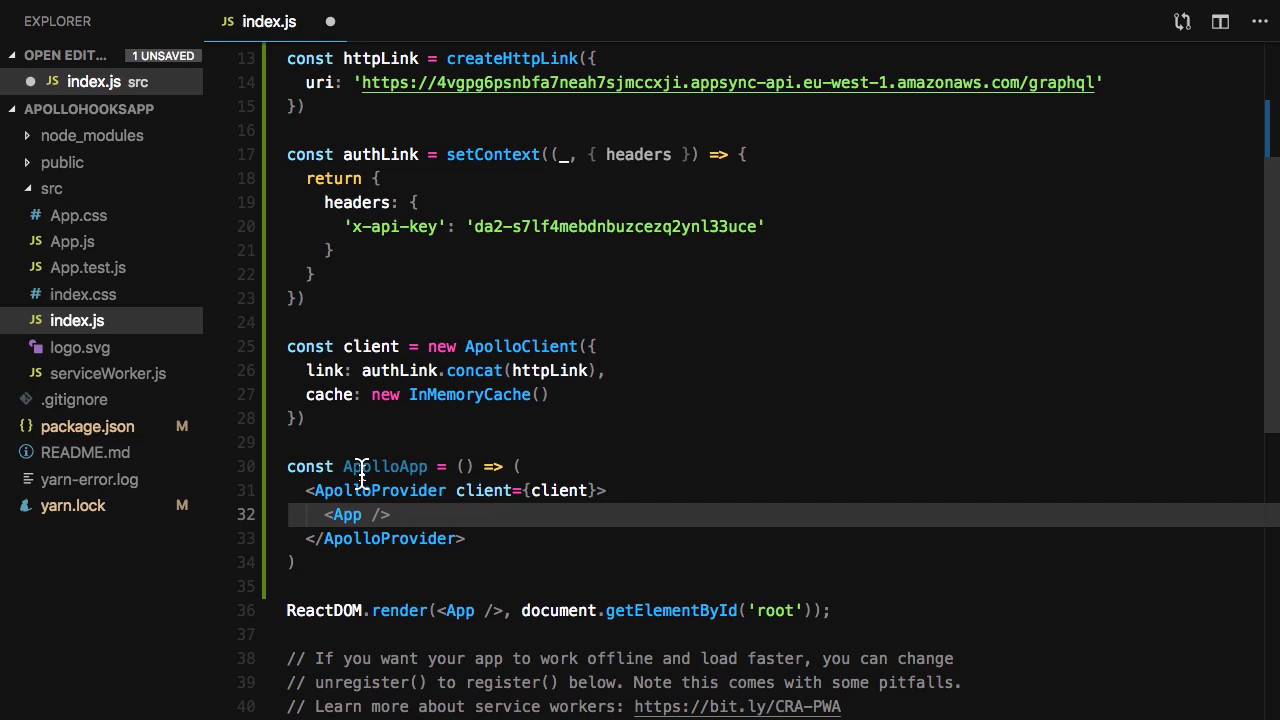 EXPLORER
OPEN EDIT... 1 UNSAVED
index.js src
APOLLOHOOKSAPP
node_modules
public
src
# App.css
JS App.js
JS App.test.js
# index.css
JS index.js
logo.svg
JS serviceWorker.js
.gitignore
{} package.json M
README.md
yarn-error.log
yarn.lock M
JS index.js
13 const httpLink = createHttpLink({
14 uri: 'https://4vgpg6psnbfa7neah7sjmccxji.appsync-api.eu-west-1.amazonaws.com/graphql'
15 })
16
17 const authLink = setContext((_, { headers }) => {
18 return {
19 headers: {
20 'x-api-key': 'da2-s7lf4mebdnbuzcezq2ynl33uce'
21 }
22 }
23 })
24
25 const client = new ApolloClient({
26 link: authLink.concat(httpLink),
27 cache: new InMemoryCache()
28 })
29
30 const ApolloApp = () => (
31 <ApolloProvider client={client}>
32 <App />
33 </ApolloProvider>
34 )
35
36 ReactDOM.render(<App />, document.getElementById('root'));
37
38 // If you want your app to work offline and load faster, you can change
39 // unregister() to register() below. Note this comes with some pitfalls.
40 // Learn more about service workers: https://bit.ly/CRA-PWA